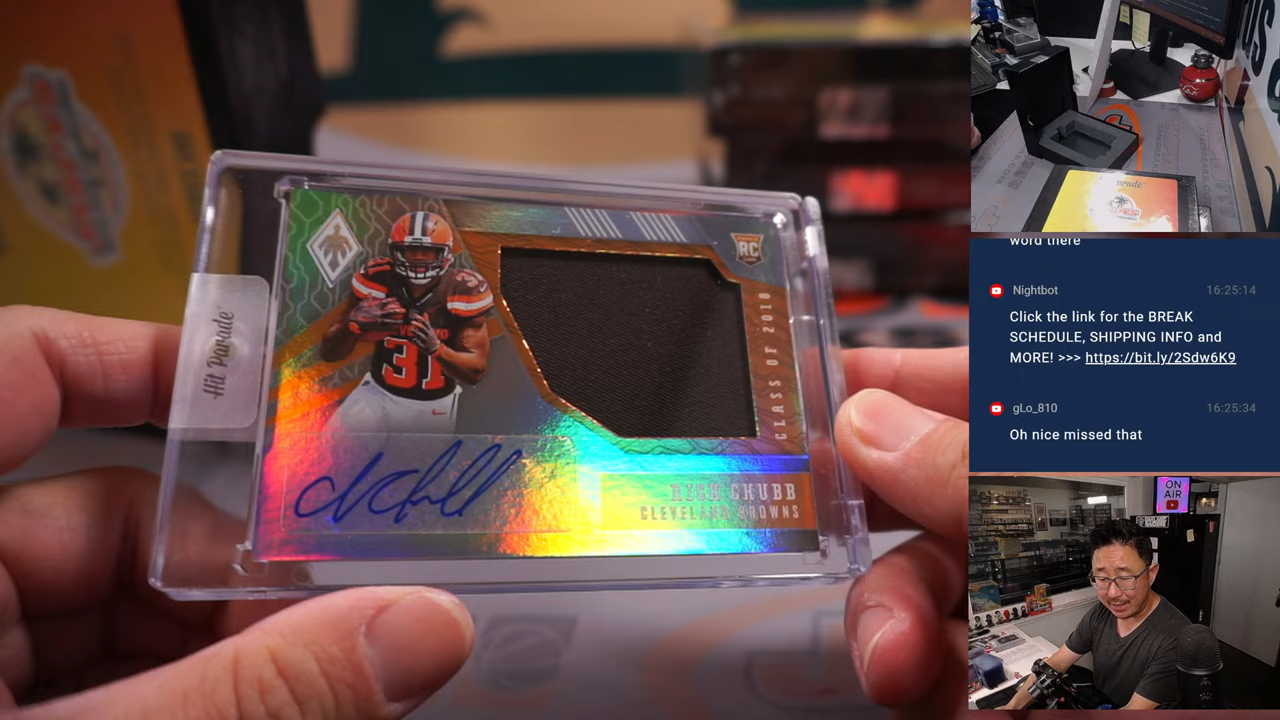 Hit Parade
RC
CLASS OF 2018
31
NICK CHUBB
CLEVELAND BROWNS
word there
Nightbot 16:25:14
Click the link for the BREAK
SCHEDULE, SHIPPING INFO and
MORE! >>> https://bit.ly/2Sdw6K9
gLo_810 16:25:34
Oh nice missed that
ON
AIR